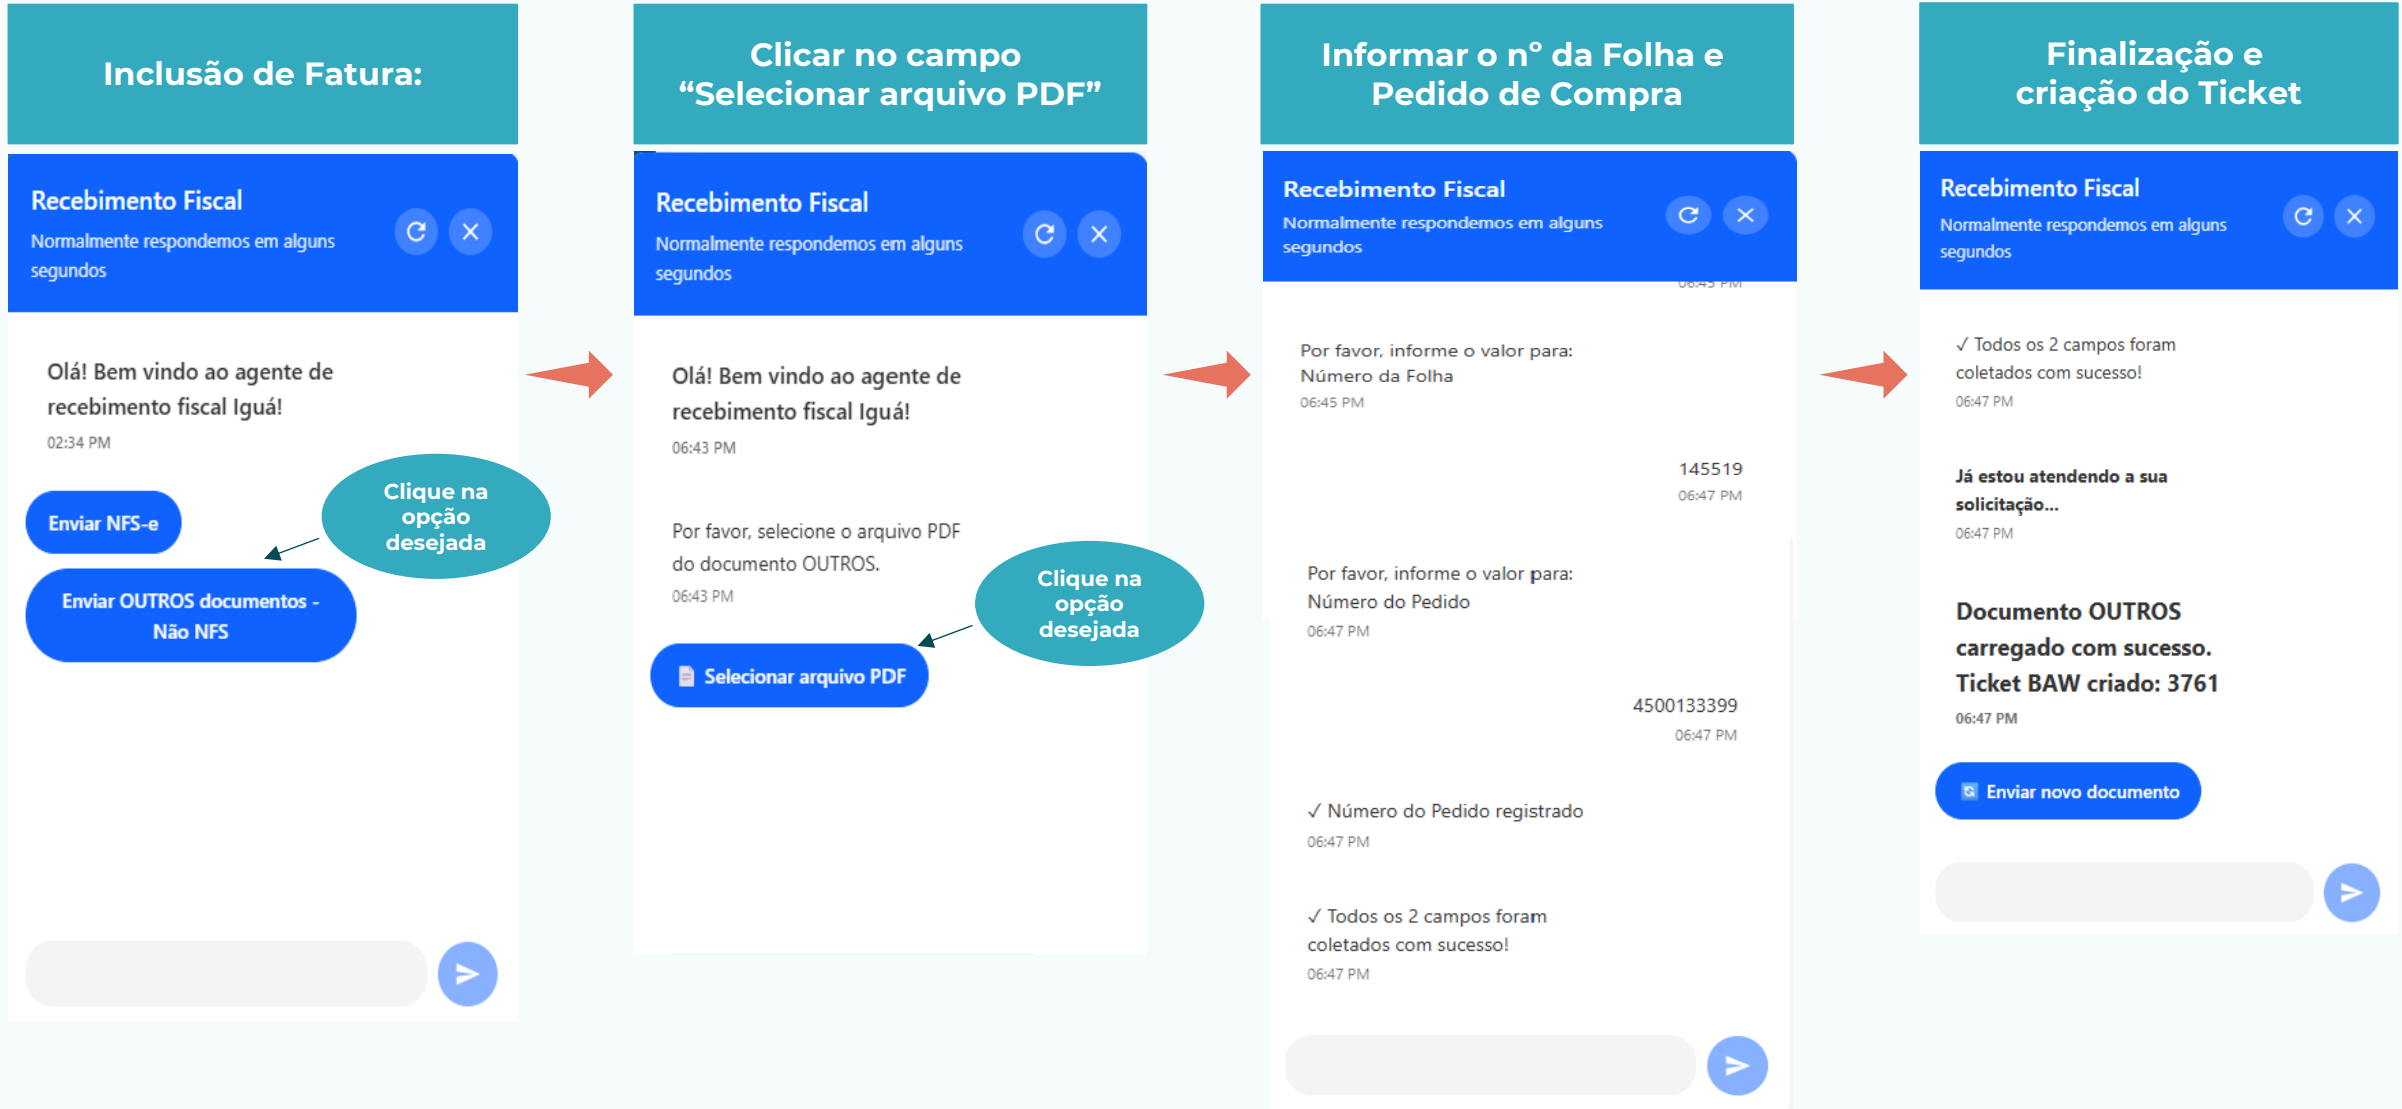 Inclusão de Fatura:
Recebimento Fiscal
Normalmente respondemos em alguns
segundos
Olá! Bem vindo ao agente de
recebimento fiscal Iguá!
02:34 PM
Enviar NFS-e
Clique na
opção
desejada
Enviar OUTROS documentos -
Não NFS
Clicar no campo
“Selecionar arquivo PDF”
Recebimento Fiscal
Normalmente respondemos em alguns
segundos
Olá! Bem vindo ao agente de
recebimento fiscal Iguá!
06:43 PM
Por favor, selecione o arquivo PDF
do documento OUTROS.
06:43 PM
Clique na
opção
desejada
Selecionar arquivo PDF
Informar o nº da Folha e
Pedido de Compra
Recebimento Fiscal
Normalmente respondemos em alguns
segundos
06:45 PM
Por favor, informe o valor para:
Número da Folha
06:45 PM
145519
06:47 PM
Por favor, informe o valor para:
Número do Pedido
06:47 PM
4500133399
06:47 PM
✓ Número do Pedido registrado
06:47 PM
✓ Todos os 2 campos foram
coletados com sucesso!
06:47 PM
Finalização e
criação do Ticket
Recebimento Fiscal
Normalmente respondemos em alguns
segundos
✓ Todos os 2 campos foram
coletados com sucesso!
06:47 PM
Já estou atendendo a sua
solicitação...
06:47 PM
Documento OUTROS
carregado com sucesso.
Ticket BAW criado: 3761
06:47 PM
Enviar novo documento